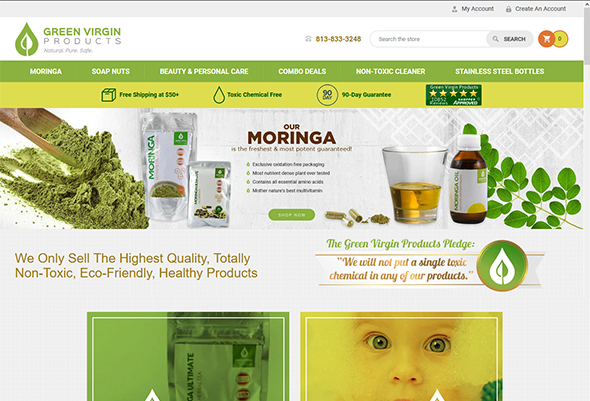 My Account
Create An Account
GREEN VIRGIN
PRODUCTS
Natural. Pure. Safe.
813-833-3248
Search the store
SEARCH
0
MORINGA
SOAP NUTS
BEAUTY & PERSONAL CARE
COMBO DEALS
NON-TOXIC CLEANER
STAINLESS STEEL BOTTLES
Free Shipping at $50+
Toxic Chemical Free
90
DAY
90-Day Guarantee
Green Virgin Products
10852
Reviews
SHOPPER
APPROVED
OUR
MORINGA
is the freshest & most potent guaranteed!
Exclusive oxidation-free packaging
Most nutrient dense plant ever tested
Contains all essential amino acids
Mother nature's best multivitamin
SHOP NOW
MORINGA
MORINGA OIL
We Only Sell The Highest Quality, Totally
Non-Toxic, Eco-Friendly, Healthy Products
The Green Virgin Products Pledge:
"We will not put a single toxic
chemical in any of our products."